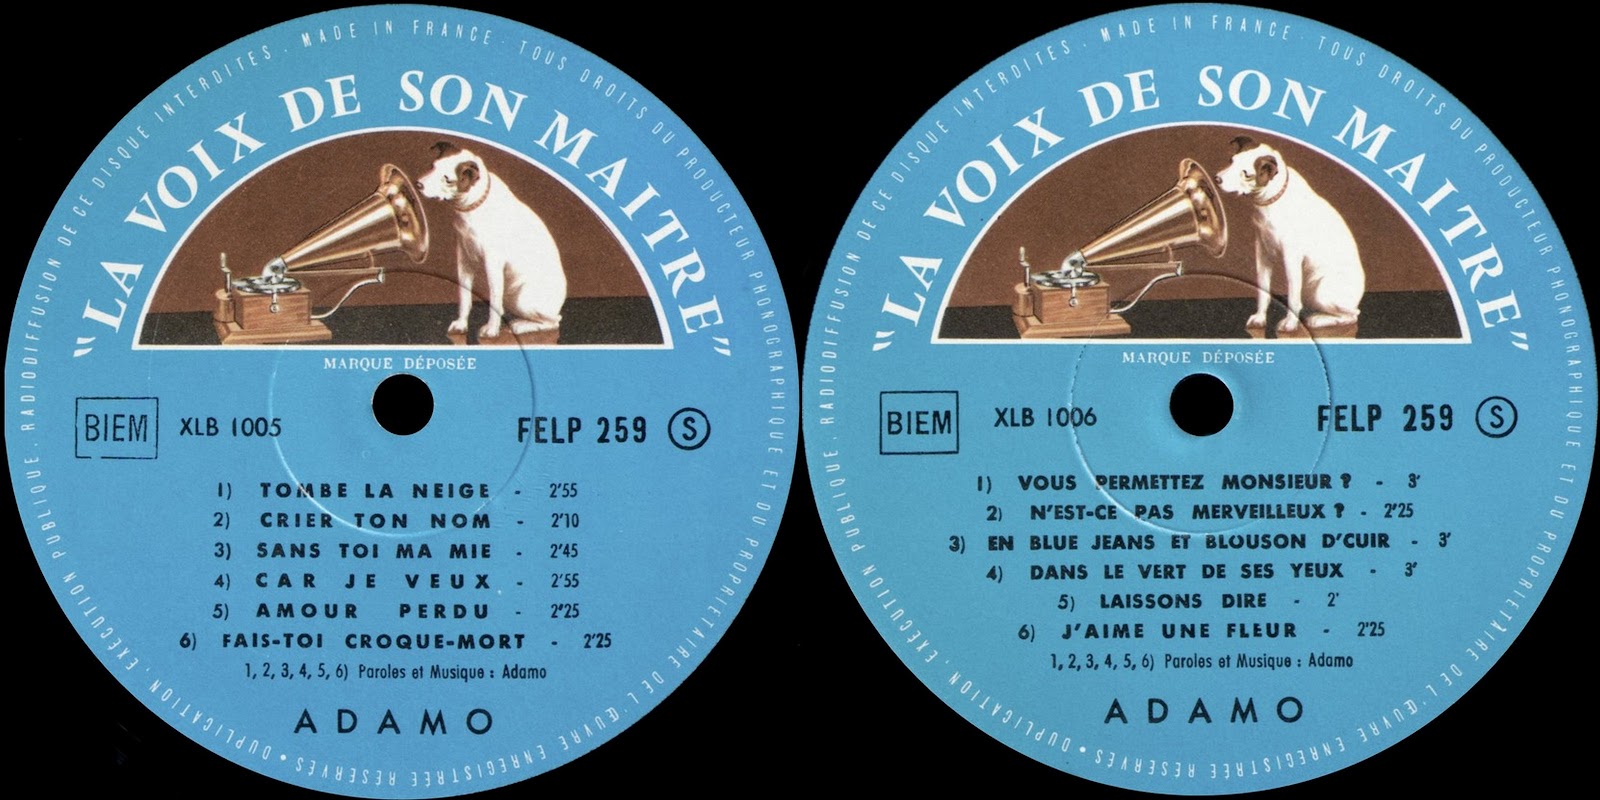 DUPLICATION, EXÉCUTION PUBLIQUE, RADIODIFFUSION DE CE DISQUE INTERDITES · MADE IN FRANCE · TOUS DROITS DU PRODUCTEUR PHONOGRAPHIQUE ET DU PROPRIÉTAIRE DE L'ŒUVRE ENREGISTRÉE RÉSERVÉS •
"LA VOIX DE SON MAITRE"
MARQUE DÉPOSÉE
BIEM XLB 1005 FELP 259 S
1) TOMBE LA NEIGE - 2'55
2) CRIER TON NOM - 2'10
3) SANS TOI MA MIE - 2'45
4) CAR JE VEUX - 2'55
5) AMOUR PERDU - 2'25
6) FAIS-TOI CROQUE-MORT - 2'25
1, 2, 3, 4, 5, 6) Paroles et Musique : Adamo
ADAMO
DUPLICATION, EXÉCUTION PUBLIQUE, RADIODIFFUSION DE CE DISQUE INTERDITES · MADE IN FRANCE · TOUS DROITS DU PRODUCTEUR PHONOGRAPHIQUE ET DU PROPRIÉTAIRE DE L'ŒUVRE ENREGISTRÉE RÉSERVÉS •
"LA VOIX DE SON MAITRE"
MARQUE DÉPOSÉE
BIEM XLB 1006 FELP 259 S
1) VOUS PERMETTEZ MONSIEUR ? - 3'
2) N'EST-CE PAS MERVEILLEUX ? - 2'25
3) EN BLUE JEANS ET BLOUSON D'CUIR - 3'
4) DANS LE VERT DE SES YEUX - 3'
5) LAISSONS DIRE - 2'
6) J'AIME UNE FLEUR - 2'25
1, 2, 3, 4, 5, 6) Paroles et Musique : Adamo
ADAMO